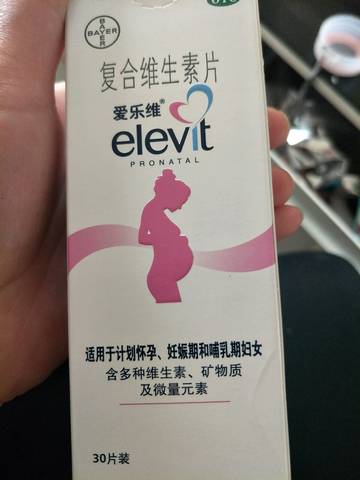 BAYER
BAYER
复合维生素片
爱乐维®
elevit
PRONATAL
适用于计划怀孕、妊娠期和哺乳期妇女
含多种维生素、矿物质
及微量元素
30片装